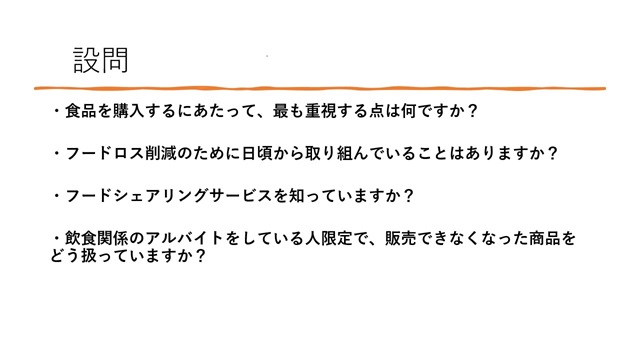 設問
・食品を購入するにあたって、最も重視する点は何ですか？
・フードロス削減のために日頃から取り組んでいることはありますか？
・フードシェアリングサービスを知っていますか？
・飲食関係のアルバイトをしている人限定で、販売できなくなった商品を
どう扱っていますか？